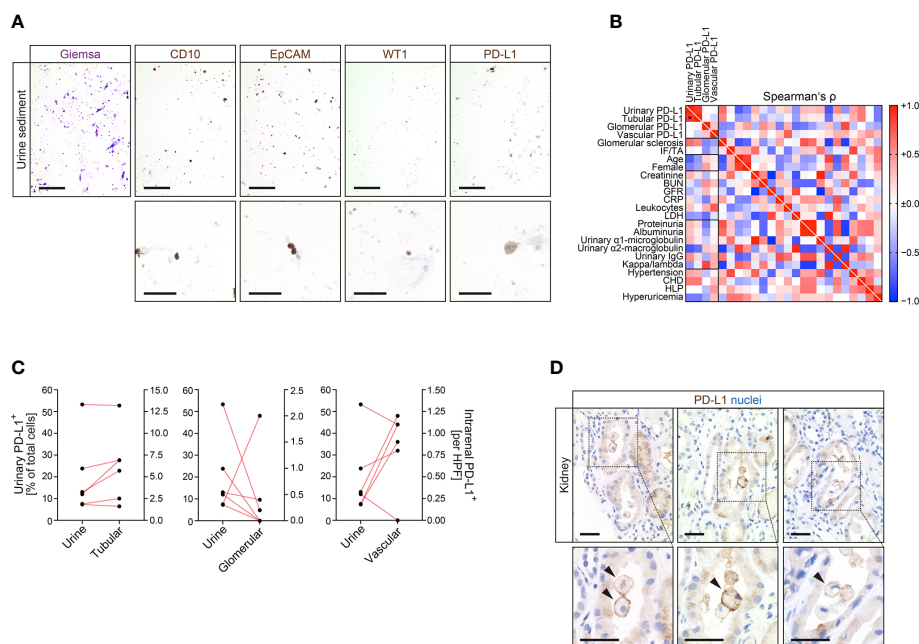 A
Giemsa
CD10
EpCAM
WT1
PD-L1
Urine sediment
B
Urinary PD-L1
Tubular PD-L1
Glomerular PD-L1
Vascular PD-L1
Spearman's ρ
Urinary PD-L1
Tubular PD-L1
Glomerular PD-L1
Vascular PD-L1
Glomerular sclerosis
IF/TA
Age
Female
Creatinine
BUN
GFR
CRP
Leukocytes
LDH
Proteinuria
Albuminuria
Urinary α1-microglobulin
Urinary α2-macroglobulin
Urinary IgG
Kappa/lambda
Hypertension
CHD
HLP
Hyperuricemia
*
+1.0
+0.5
±0.0
−0.5
−1.0
C
Urinary PD-L1+
[% of total cells]
60
50
40
30
20
10
0
15.0
12.5
10.0
7.5
5.0
2.5
0.0
Urine
Tubular
60
50
40
30
20
10
0
2.5
2.0
1.5
1.0
0.5
0.0
Urine
Glomerular
60
50
40
30
20
10
0
1.50
1.25
1.00
0.75
0.50
0.25
0.00
Urine
Vascular
Intrarenal PD-L1+
[per HPF]
D
PD-L1 nuclei
Kidney